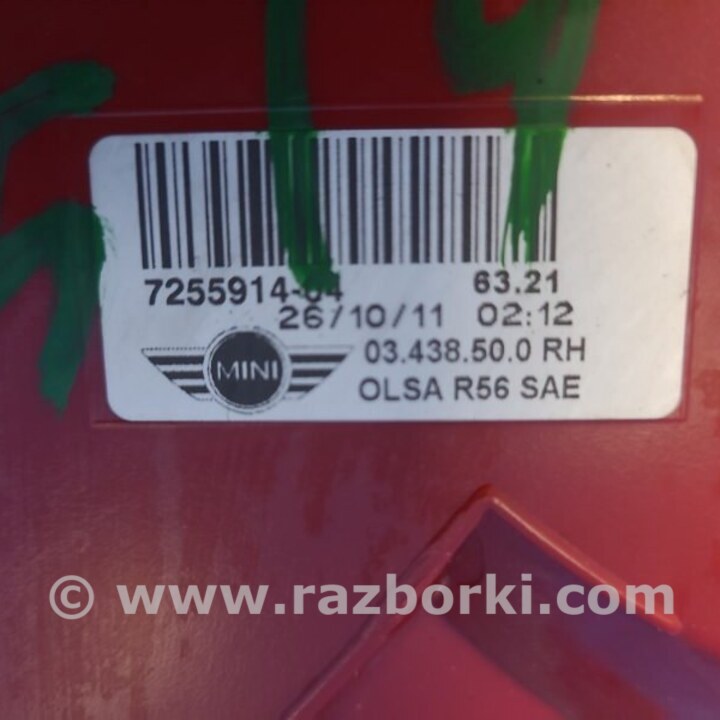 7255914-04 63.21
26/10/11 02:12
MINI 03.438.50.0 RH
OLSA R56 SAE
© www.razborki.com